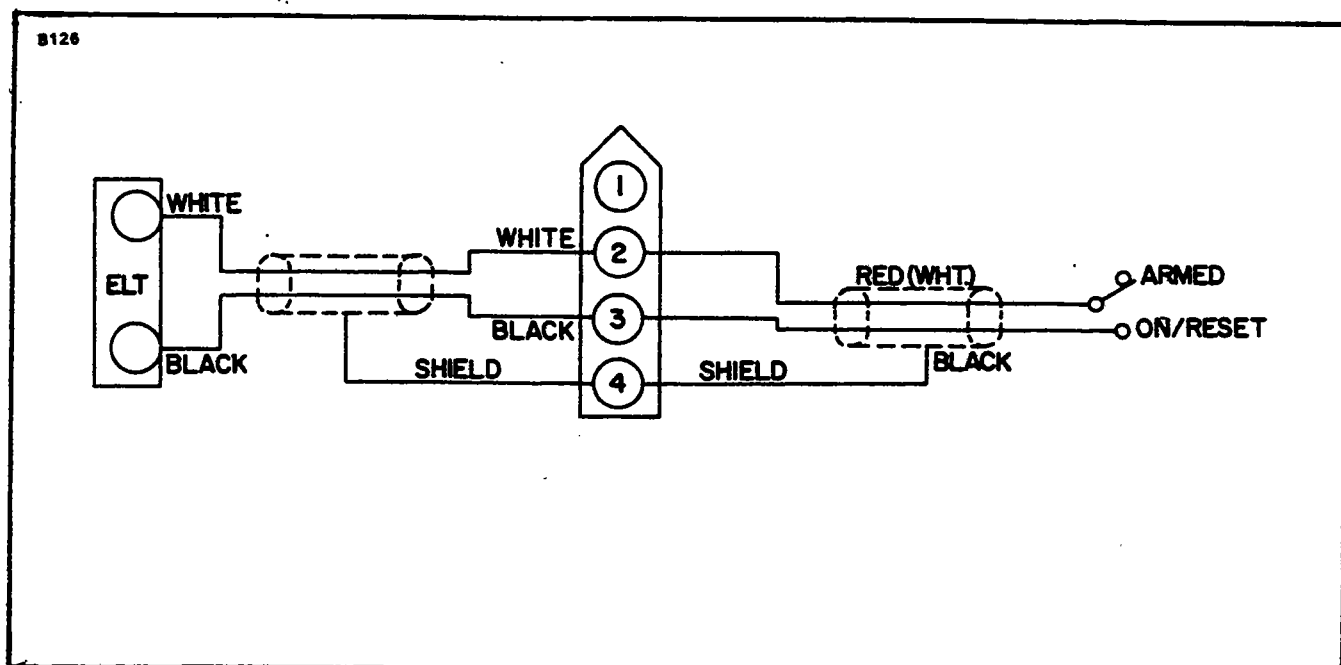 B126
WHITE
ELT
BLACK
WHITE
BLACK
SHIELD
1
2
3
4
SHIELD
RED(WHT.)
BLACK
ARMED
ON/RESET